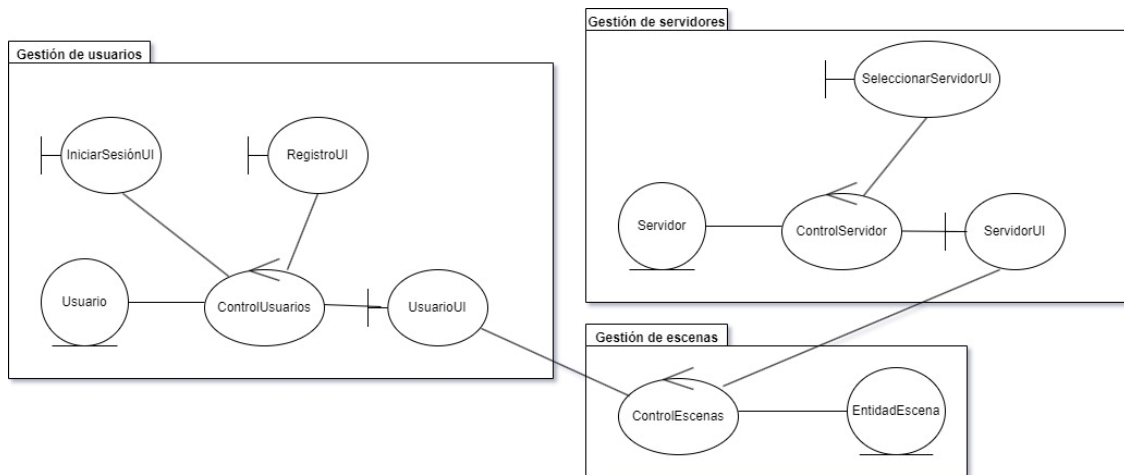 Gestión de usuarios
IniciarSesiónUI
RegistroUI
Usuario
ControlUsuarios
UsuarioUI
Gestión de servidores
SeleccionarServidorUI
Servidor
ControlServidor
ServidorUI
Gestión de escenas
ControlEscenas
EntidadEscena